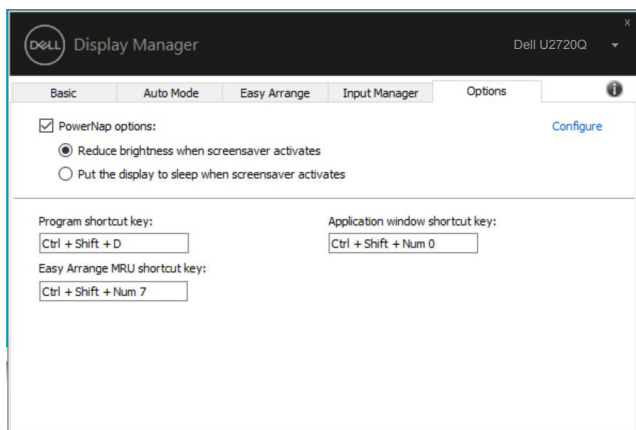 x
DELL Display Manager Dell U2720Q
Basic Auto Mode Easy Arrange Input Manager Options i
PowerNap options: Configure
Reduce brightness when screensaver activates
Put the display to sleep when screensaver activates
Program shortcut key: Application window shortcut key:
Ctrl + Shift + D Ctrl + Shift + Num 0
Easy Arrange MRU shortcut key:
Ctrl + Shift + Num 7